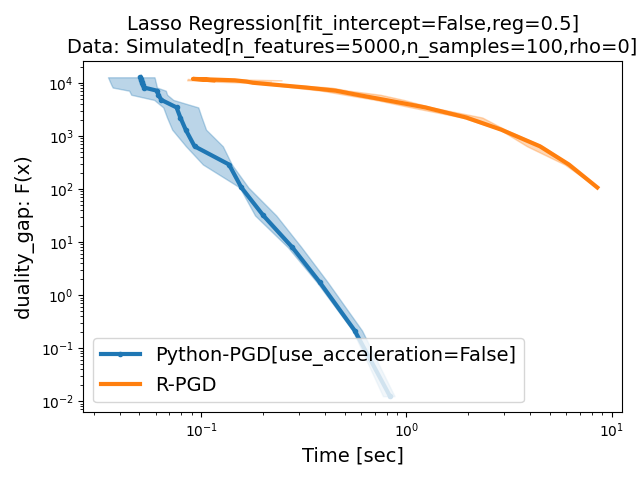 Lasso Regression[fit_intercept=False,reg=0.5]
Data: Simulated[n_features=5000,n_samples=100,rho=0]
duality_gap: F(x)
10⁴
10³
10²
10¹
10⁰
10⁻¹
10⁻²
Python-PGD[use_acceleration=False]
R-PGD
10⁻¹
10⁰
10¹
Time [sec]